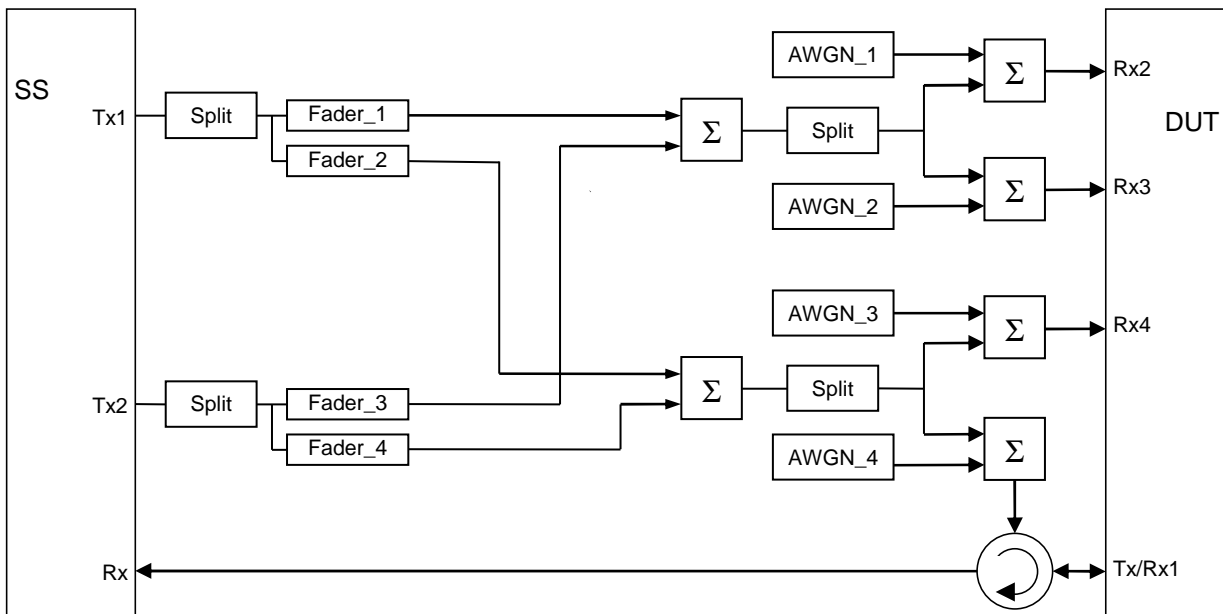 SS
Tx1
Split
Fader_1
Fader_2
Σ
Split
AWGN_1
Σ
Rx2
DUT
AWGN_2
Σ
Rx3
Tx2
Split
Fader_3
Fader_4
Σ
Split
AWGN_3
Σ
Rx4
AWGN_4
Σ
Rx
Tx/Rx1